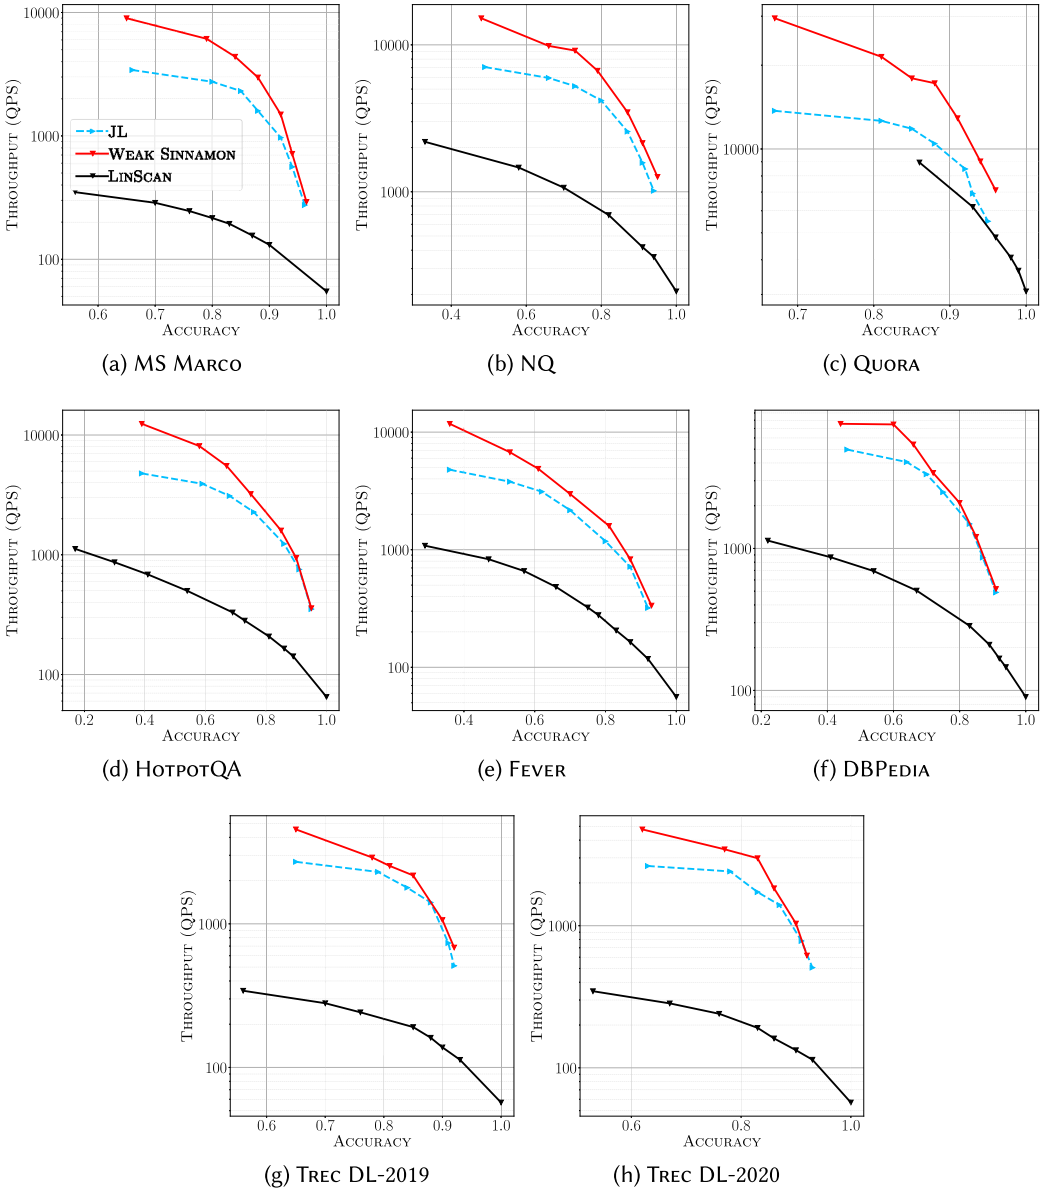 10000
1000
100
THROUGHPUT (QPS)
JL
WEAK SINNAMON
LINSCAN
0.6 0.7 0.8 0.9 1.0
ACCURACY
(a) MS MARCO
10000
1000
THROUGHPUT (QPS)
0.4 0.6 0.8 1.0
ACCURACY
(b) NQ
10000
THROUGHPUT (QPS)
0.7 0.8 0.9 1.0
ACCURACY
(c) QUORA
10000
1000
100
THROUGHPUT (QPS)
0.2 0.4 0.6 0.8 1.0
ACCURACY
(d) HOTPOTQA
10000
1000
100
THROUGHPUT (QPS)
0.4 0.6 0.8 1.0
ACCURACY
(e) FEVER
1000
100
THROUGHPUT (QPS)
0.2 0.4 0.6 0.8 1.0
ACCURACY
(f) DBPEDIA
1000
100
THROUGHPUT (QPS)
0.6 0.7 0.8 0.9 1.0
ACCURACY
(g) TREC DL-2019
1000
100
THROUGHPUT (QPS)
0.6 0.8 1.0
ACCURACY
(h) TREC DL-2020